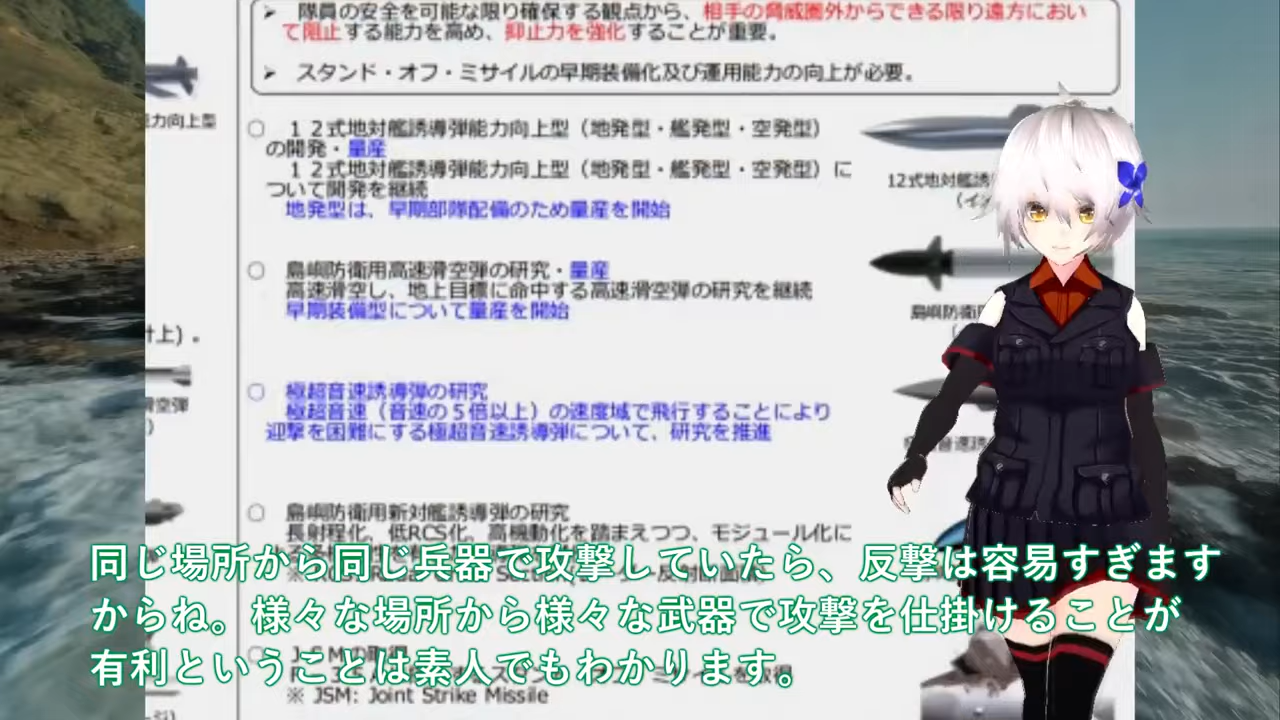 ➢ 隊員の安全を可能な限り確保する観点から、相手の脅威圏外からできる限り遠方におい
て阻止する能力を高め、抑止力を強化することが重要。
➢ スタンド・オフ・ミサイルの早期装備化及び運用能力の向上が必要。
力向上型
○ １２式地対艦誘導弾能力向上型（地発型・艦発型・空発型）
の開発・量産
１２式地対艦誘導弾能力向上型（地発型・艦発型・空発型）に
ついて開発を継続
地発型は、早期部隊配備のため量産を開始
12式地対艦誘
○ 島嶼防衛用高速滑空弾の研究・量産
高速滑空し、地上目標に命中する高速滑空弾の研究を継続
早期装備型について量産を開始
島嶼防衛
上）。
○ 極超音速誘導弾の研究
極超音速（音速の５倍以上）の速度域で飛行することにより
迎撃を困難にする極超音速誘導弾について、研究を推進
滑空弾
）
音速誘
○ 島嶼防衛用新対艦誘導弾の研究
長射程化、低RCS化、高機動化を踏まえつつ、モジュール化に
同じ場所から同じ兵器で攻撃していたら、反撃は容易すぎます
からね。様々な場所から様々な武器で攻撃を仕掛けることが
有利ということは素人でもわかります。
※ JSM: Joint Strike Missile